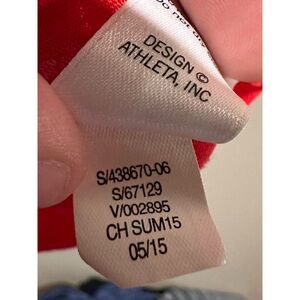 DESIGN ©
ATHLETA, INC
S/438670-06
S/67129
V/002895
CH SUM15
05/15